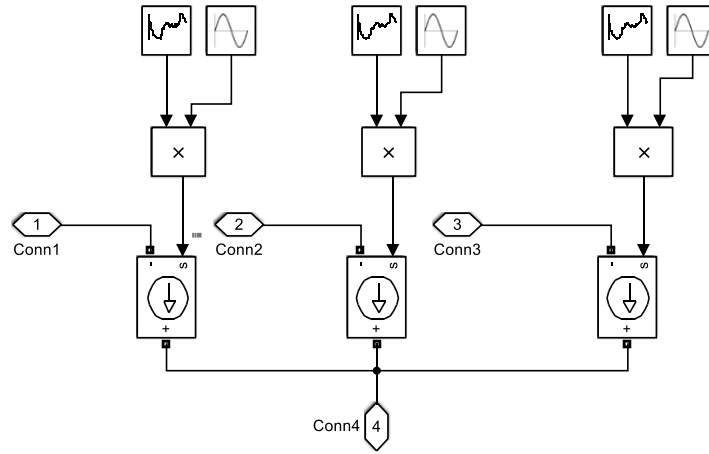 ×
×
×
1
2
3
Conn1
Conn2
Conn3
-
s
-
s
-
s
+
+
+
Conn4
4